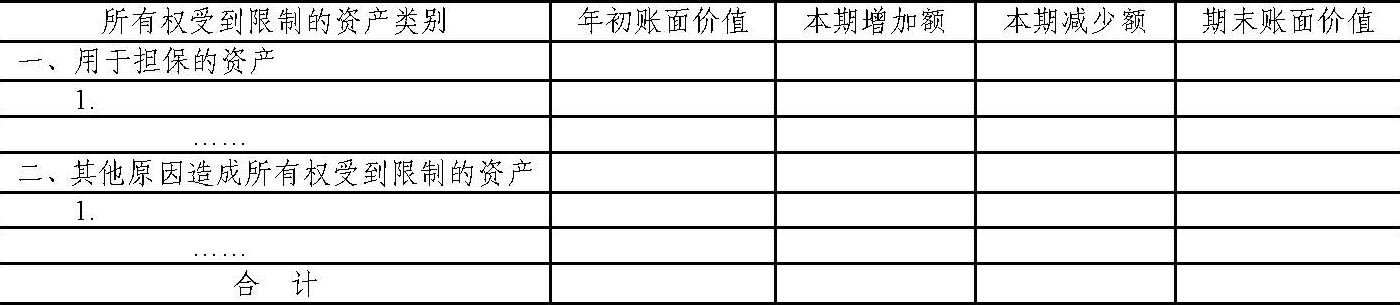 所有权受到限制的资产类别 年初账面价值 本期增加额 本期减少额 期末账面价值
一、用于担保的资产
1.
……
二、其他原因造成所有权受到限制的资产
1.
……
合 计